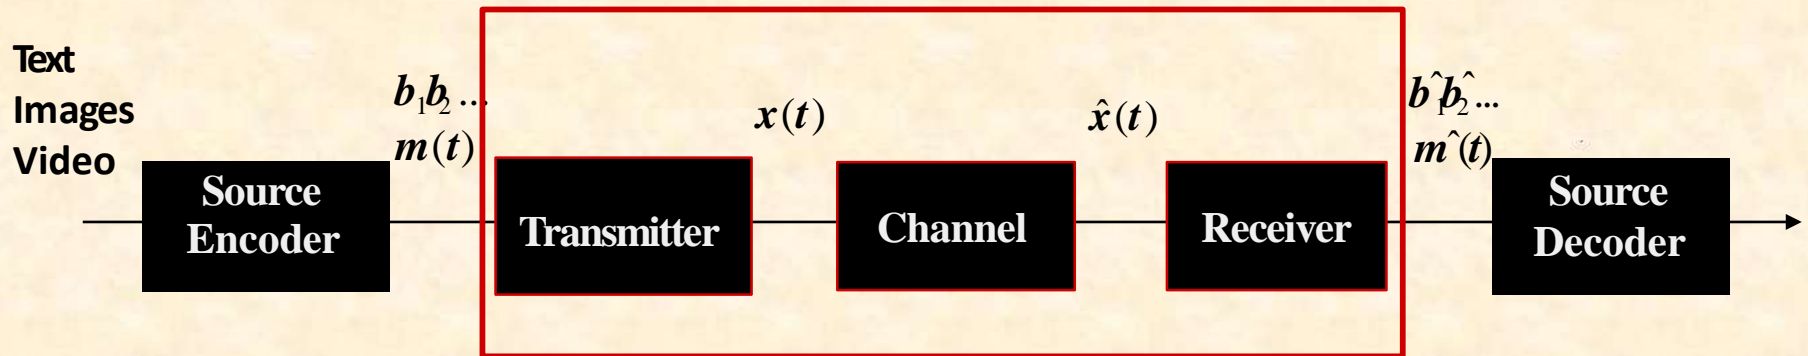 Text
Images
Video
b₁b₂ ...
m(t)
x(t)
x̂(t)
b̂₁b̂₂ ...
m̂(t)
Source
Encoder
Transmitter
Channel
Receiver
Source
Decoder